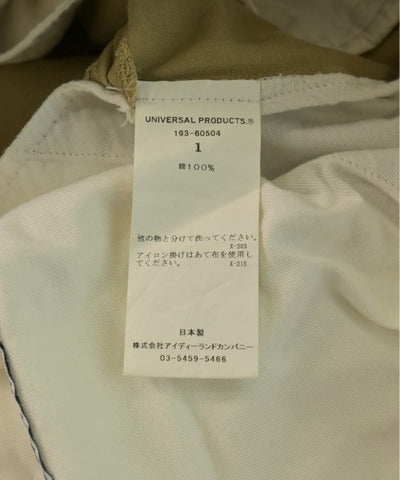 UNIVERSAL PRODUCTS.®
193-60504
1
綿100%
他の物と分けて洗ってください。
X-203
アイロン掛けはあて布を使用し
てください。 X-215
日本製
株式会社アイディーランドカンパニー
03-5459-5466